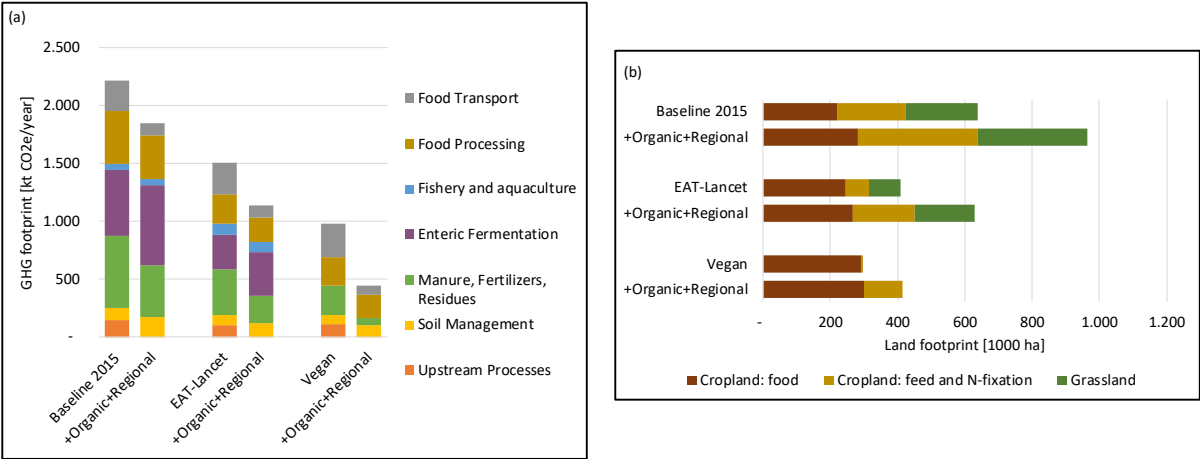 (a)
GHG footprint [kt CO2e/year]
2.500
2.000
1.500
1.000
500
-
Baseline 2015
+Organic+Regional
EAT-Lancet
+Organic+Regional
Vegan
+Organic+Regional
Food Transport
Food Processing
Fishery and aquaculture
Enteric Fermentation
Manure, Fertilizers,
Residues
Soil Management
Upstream Processes
(b)
Baseline 2015
+Organic+Regional
EAT-Lancet
+Organic+Regional
Vegan
+Organic+Regional
- 200 400 600 800 1.000 1.200
Land footprint [1000 ha]
Cropland: food Cropland: feed and N-fixation Grassland